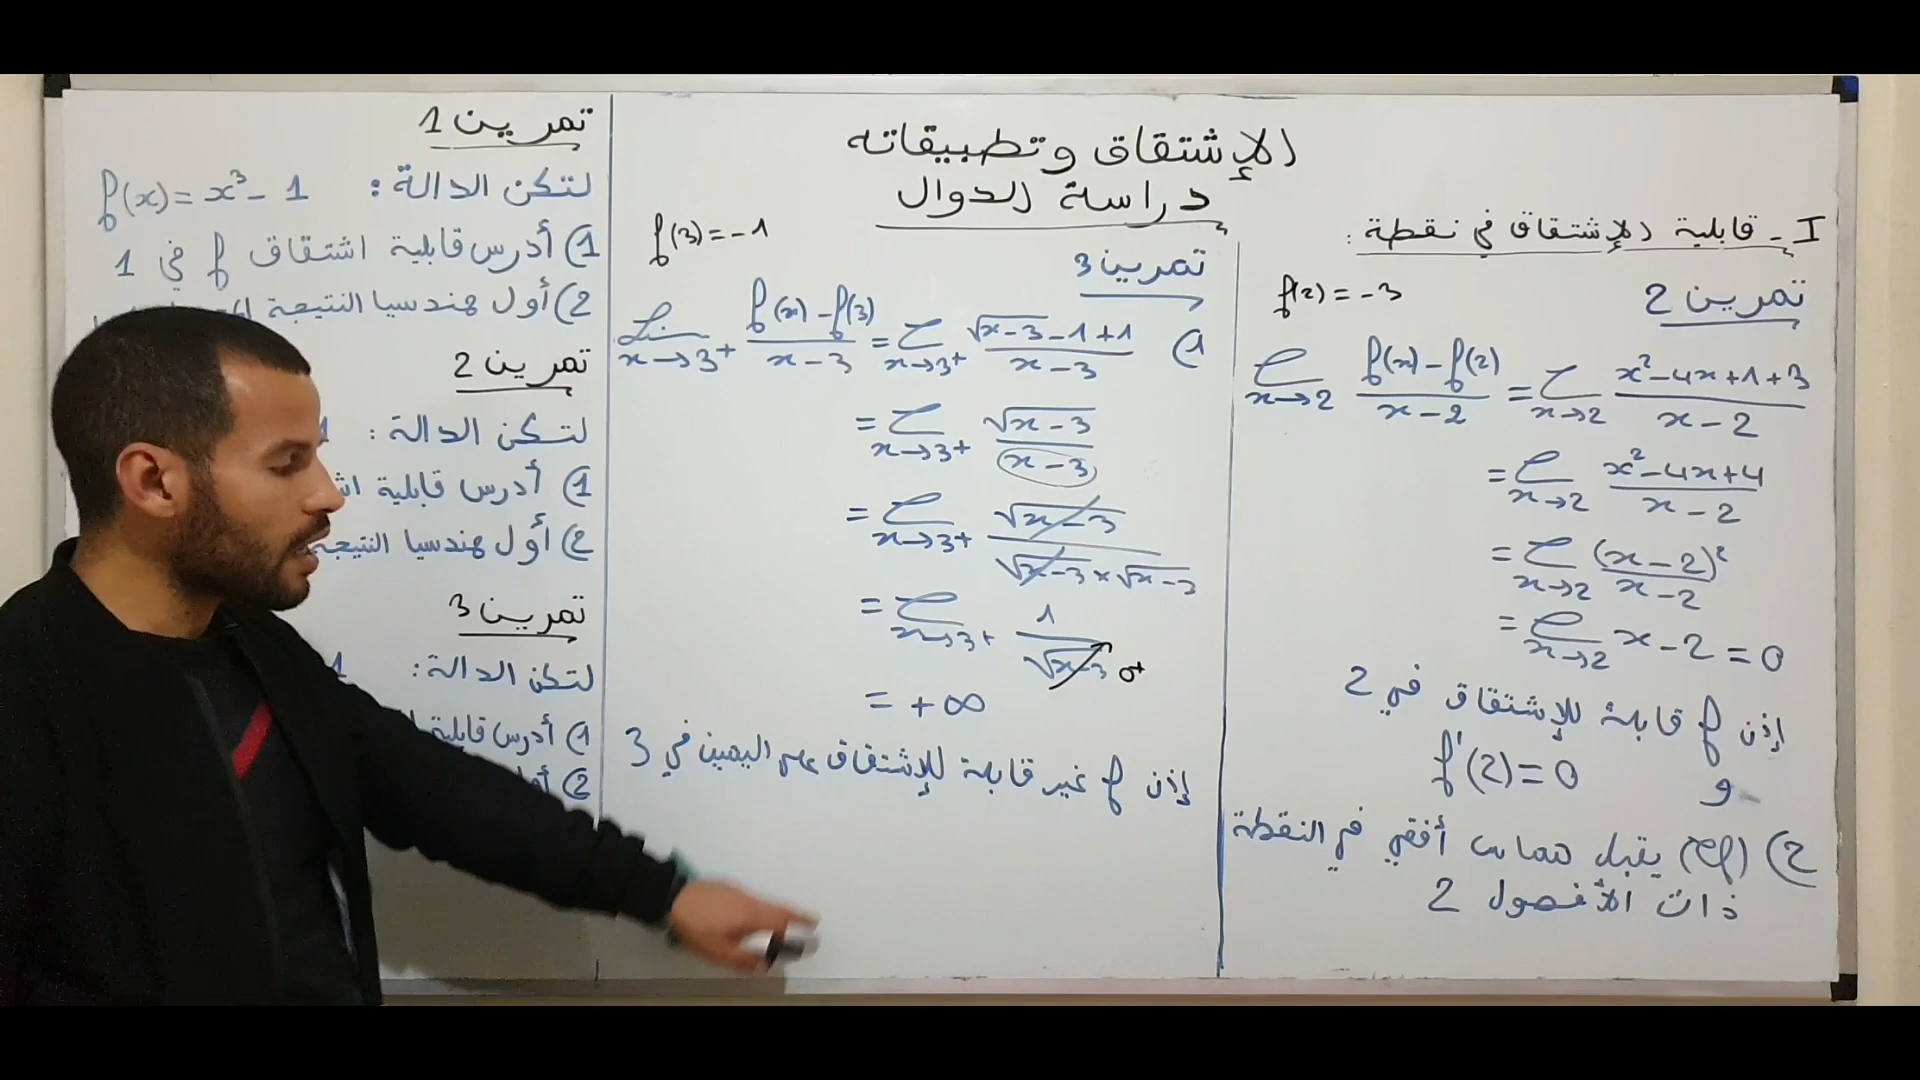 الإشتقاق وتطبيقاته
دراسة الدوال
I - قابلية الإشتقاق في نقطة :
تمرين 2
f(2) = -3
lim x→2 (f(x) - f(2))/(x - 2) = lim x→2 (x² - 4x + 1 + 3)/(x - 2)
= lim x→2 (x² - 4x + 4)/(x - 2)
= lim x→2 (x - 2)²/(x - 2)
= lim x→2 x - 2 = 0
إذن f قابلة للإشتقاق في 2
و f'(2) = 0
2) (Cf) يقبل مماس أفقي في النقطة
ذات الأفصول 2
f(3) = -1
تمرين 3
1) lim x→3+ (f(x) - f(3))/(x - 3) = lim x→3+ (√x-3 - 1 + 1)/(x - 3)
= lim x→3+ √x-3/(x - 3)
= lim x→3+ √x-3/(√x-3 × √x-3)
= lim x→3+ 1/√x-3 0+
= +∞
إذن f غير قابلة للإشتقاق على اليمين في 3
تمرين 1
لتكن الدالة : f(x) = x³ - 1
1) أدرس قابلية اشتقاق f في 1
2) أول هندسيا النتيجة
تمرين 2
لتكن الدالة : 1
1) أدرس قابلية
2) أول هندسيا النتيجة
تمرين 3
لتكن الدالة : 1
1) أدرس قابلية
2)